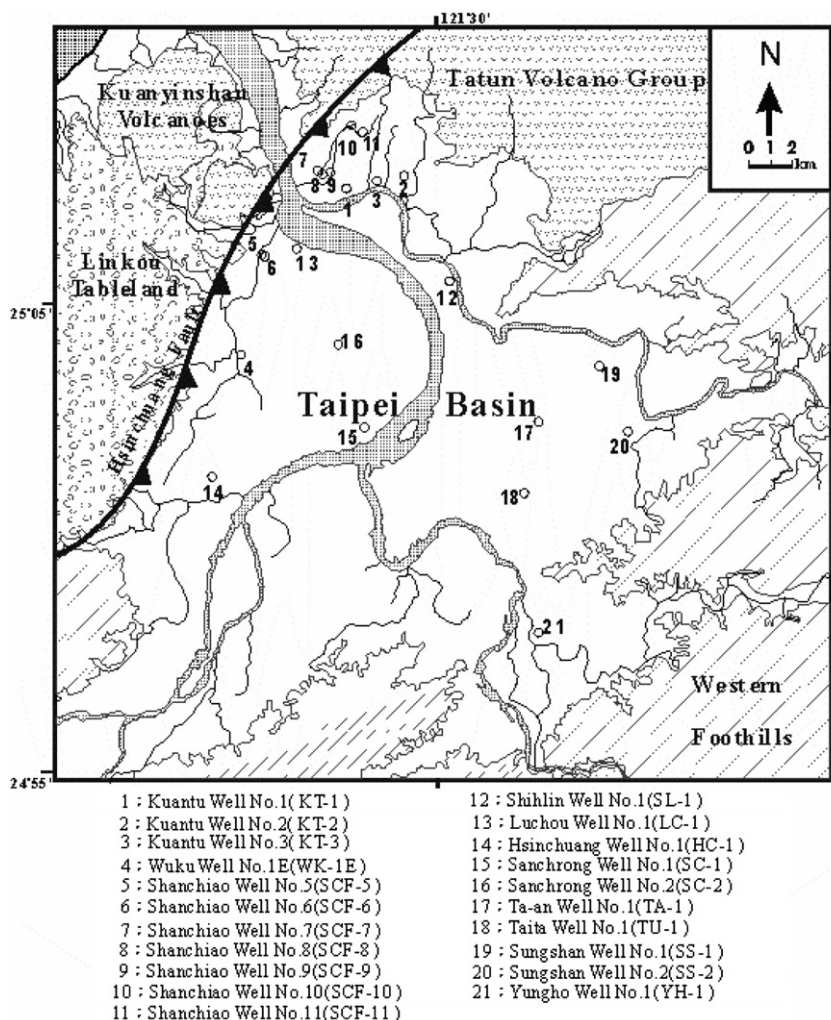 121°30'
N
0 1 2
km
Tatun Volcano Group
Kuanyinshan
Volcanoes
10
11
7
8
9
1
3
2
5
6
13
Linkou
Tableland
12
25°05'
Hsinchuang Fault
16
4
19
Taipei Basin
15
17
20
14
18
21
Western
Foothills
24°55'
1 : Kuantu Well No.1( KT-1)
2 : Kuantu Well No.2( KT-2)
3 : Kuantu Well No.3( KT-3)
4 : Wuku Well No.1E(WK-1E)
5 : Shanchiao Well No.5(SCF-5)
6 : Shanchiao Well No.6(SCF-6)
7 : Shanchiao Well No.7(SCF-7)
8 : Shanchiao Well No.8(SCF-8)
9 : Shanchiao Well No.9(SCF-9)
10 : Shanchiao Well No.10(SCF-10)
11 : Shanchiao Well No.11(SCF-11)
12 : Shihlin Well No.1(SL-1)
13 : Luchou Well No.1(LC-1)
14 : Hsinchuang Well No.1(HC-1)
15 : Sanchrong Well No.1(SC-1)
16 : Sanchrong Well No.2(SC-2)
17 : Ta-an Well No.1(TA-1)
18 : Taita Well No.1(TU-1)
19 : Sungshan Well No.1(SS-1)
20 : Sungshan Well No.2(SS-2)
21 : Yungho Well No.1(YH-1)